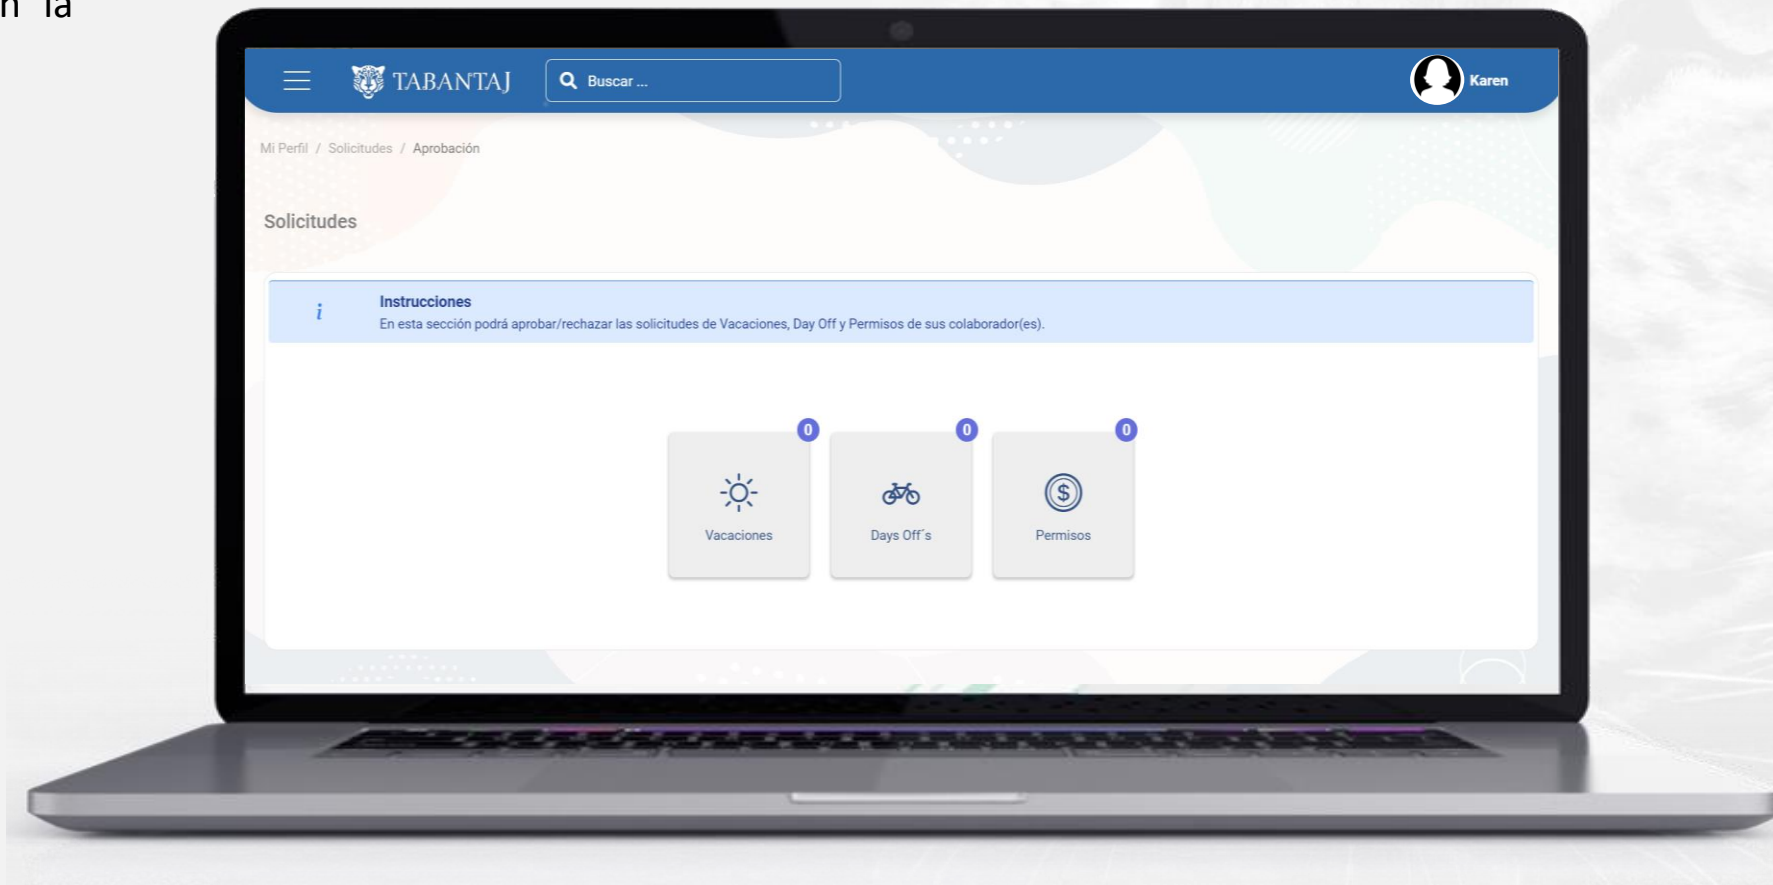 n la
TABANTAJ
Buscar ...
Karen
Mi Perfil / Solicitudes / Aprobación
Solicitudes
i
Instrucciones
En esta sección podrá aprobar/rechazar las solicitudes de Vacaciones, Day Off y Permisos de sus colaborador(es).
0 0 0
$
Vacaciones Days Off´s Permisos